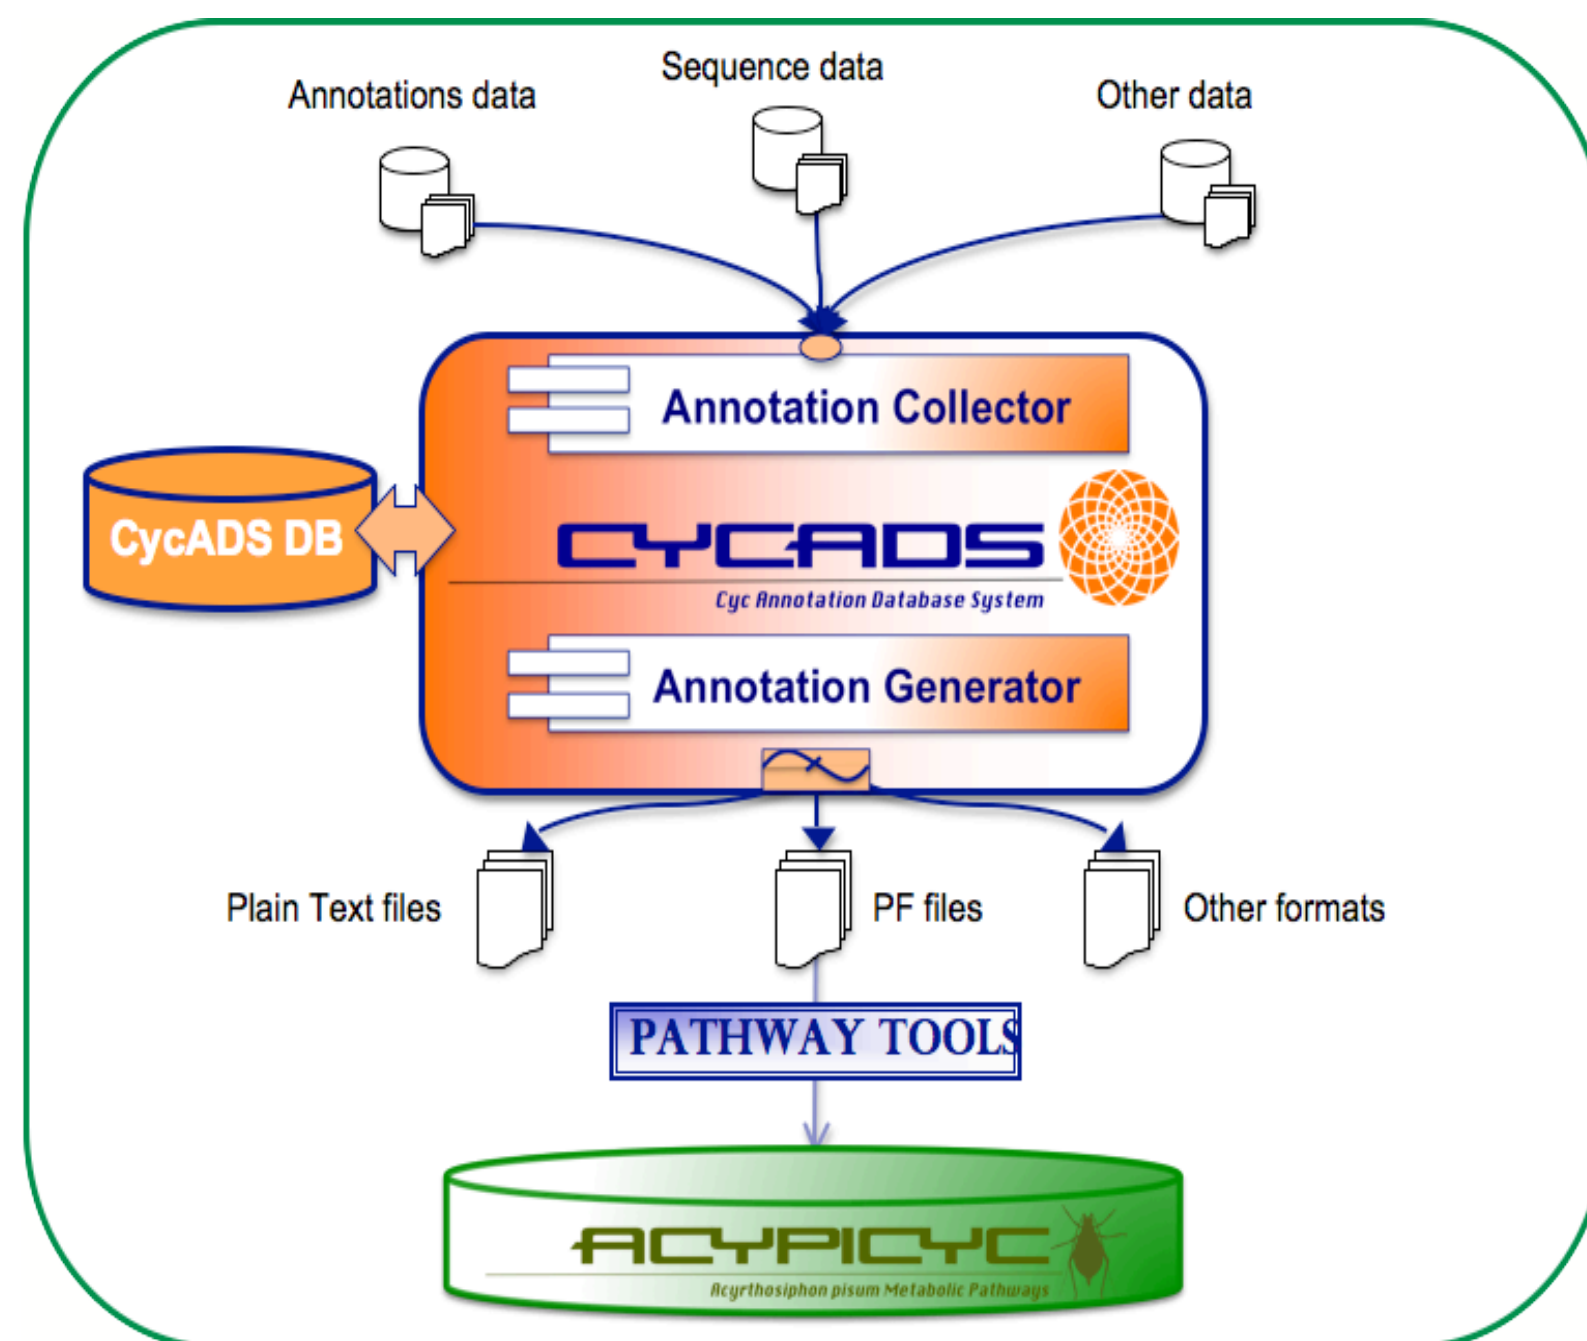 Sequence data
Annotations data
Other data
Annotation Collector
CycADS DB
CYCADS
Cyc Annotation Database System
Annotation Generator
Plain Text files
PF files
Other formats
PATHWAY TOOLS
ACYPICYC
Acyrthosiphon pisum Metabolic Pathways